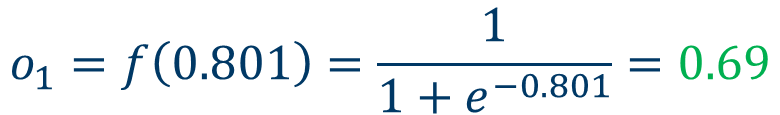 o₁ = f(0.801) = 1 / (1 + e^{−0.801}) = 0.69